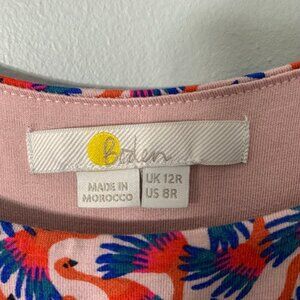 Boden
MADE IN
MOROCCO
UK 12R
US 8R